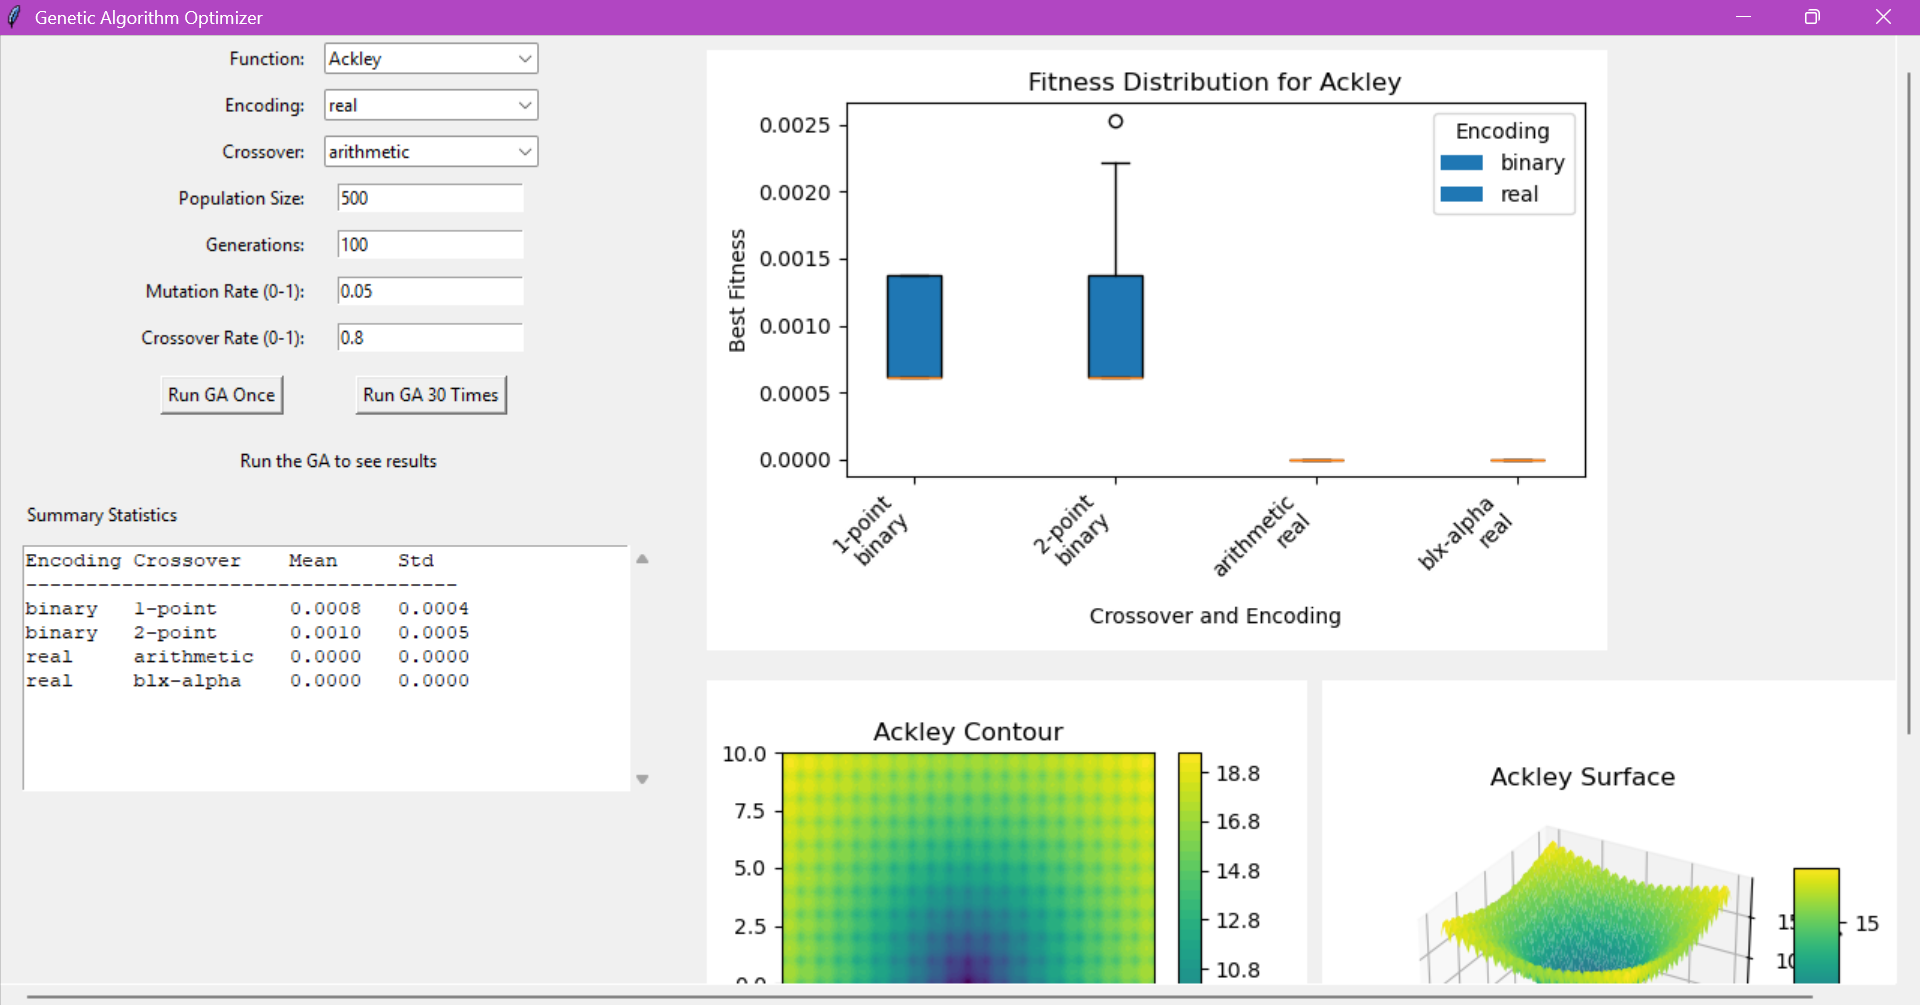 Genetic Algorithm Optimizer
Function: Ackley
Encoding: real
Crossover: arithmetic
Population Size: 500
Generations: 100
Mutation Rate (0-1): 0.05
Crossover Rate (0-1): 0.8
Run GA Once Run GA 30 Times
Run the GA to see results
Summary Statistics
Encoding Crossover Mean Std
--------------------------------------
binary 1-point 0.0008 0.0004
binary 2-point 0.0010 0.0005
real arithmetic 0.0000 0.0000
real blx-alpha 0.0000 0.0000
Fitness Distribution for Ackley
Best Fitness
0.0025
0.0020
0.0015
0.0010
0.0005
0.0000
Encoding
binary
real
1-point
binary
2-point
binary
arithmetic
real
blx-alpha
real
Crossover and Encoding
Ackley Contour
10.0
7.5
5.0
2.5
0.0
18.8
16.8
14.8
12.8
10.8
Ackley Surface
15